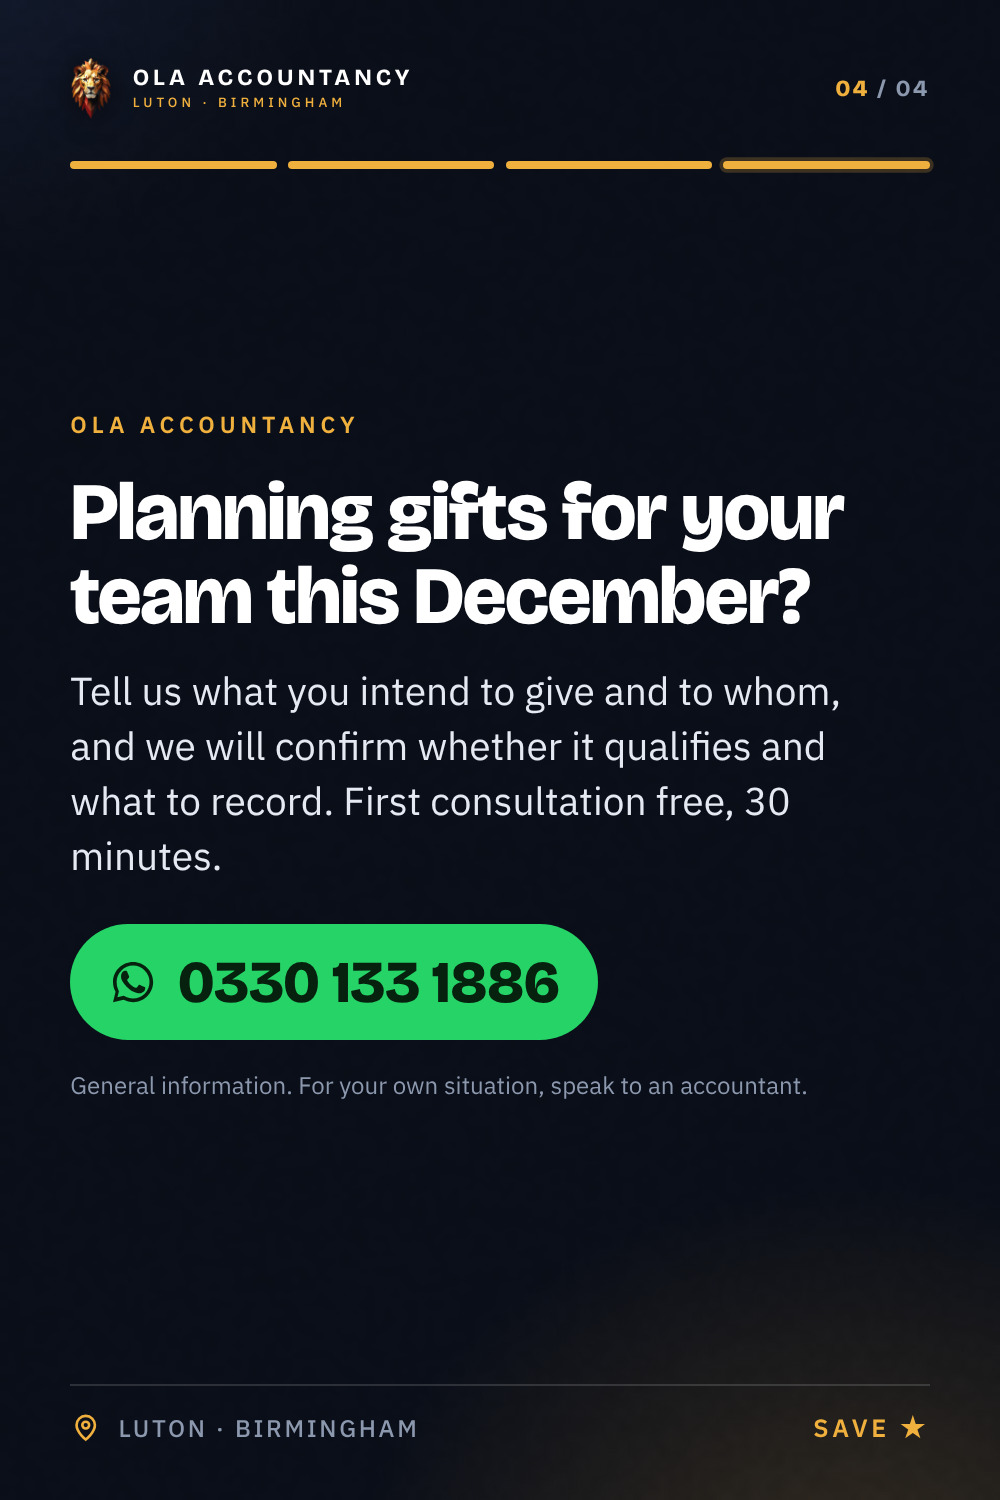 OLA ACCOUNTANCY
LUTON · BIRMINGHAM
04 / 04
OLA ACCOUNTANCY
Planning gifts for your
team this December?
Tell us what you intend to give and to whom,
and we will confirm whether it qualifies and
what to record. First consultation free, 30
minutes.
0330 133 1886
General information. For your own situation, speak to an accountant.
LUTON · BIRMINGHAM
SAVE ★